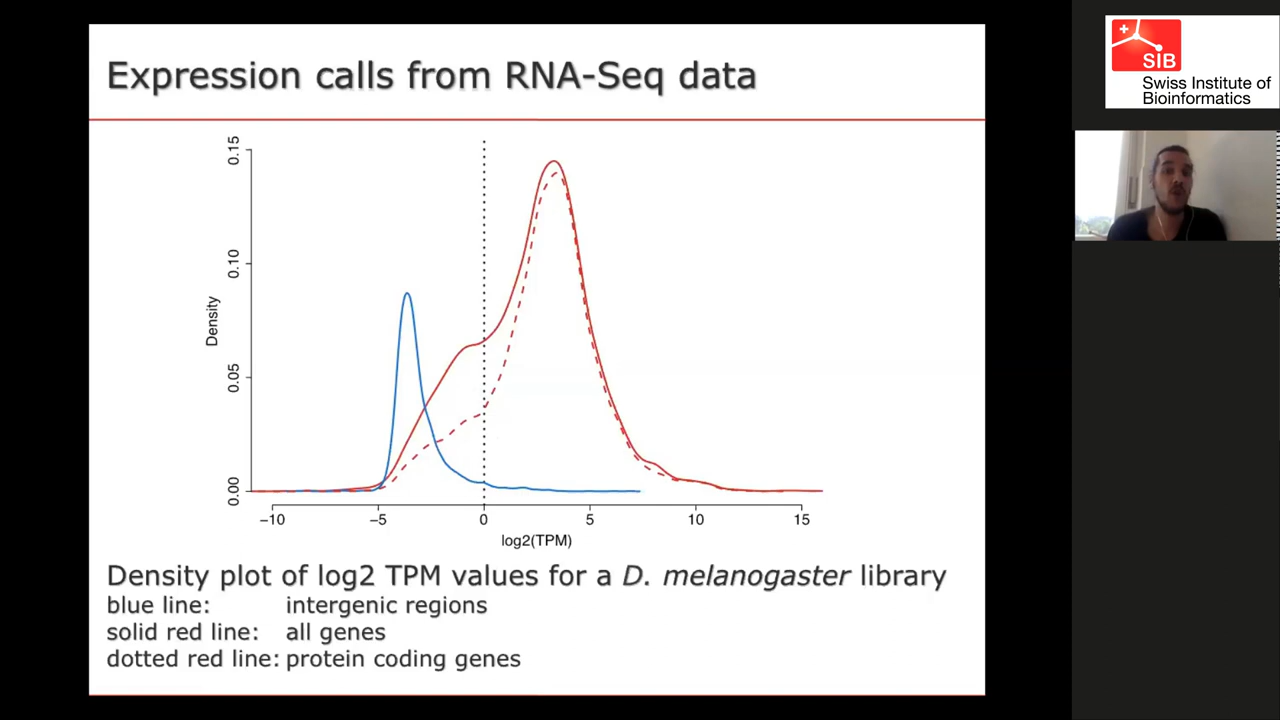 Expression calls from RNA-Seq data
0.15
0.10
0.05
0.00
Density
−10 −5 0 5 10 15
log2(TPM)
Density plot of log2 TPM values for a D. melanogaster library
blue line: intergenic regions
solid red line: all genes
dotted red line: protein coding genes
SIB
Swiss Institute of
Bioinformatics